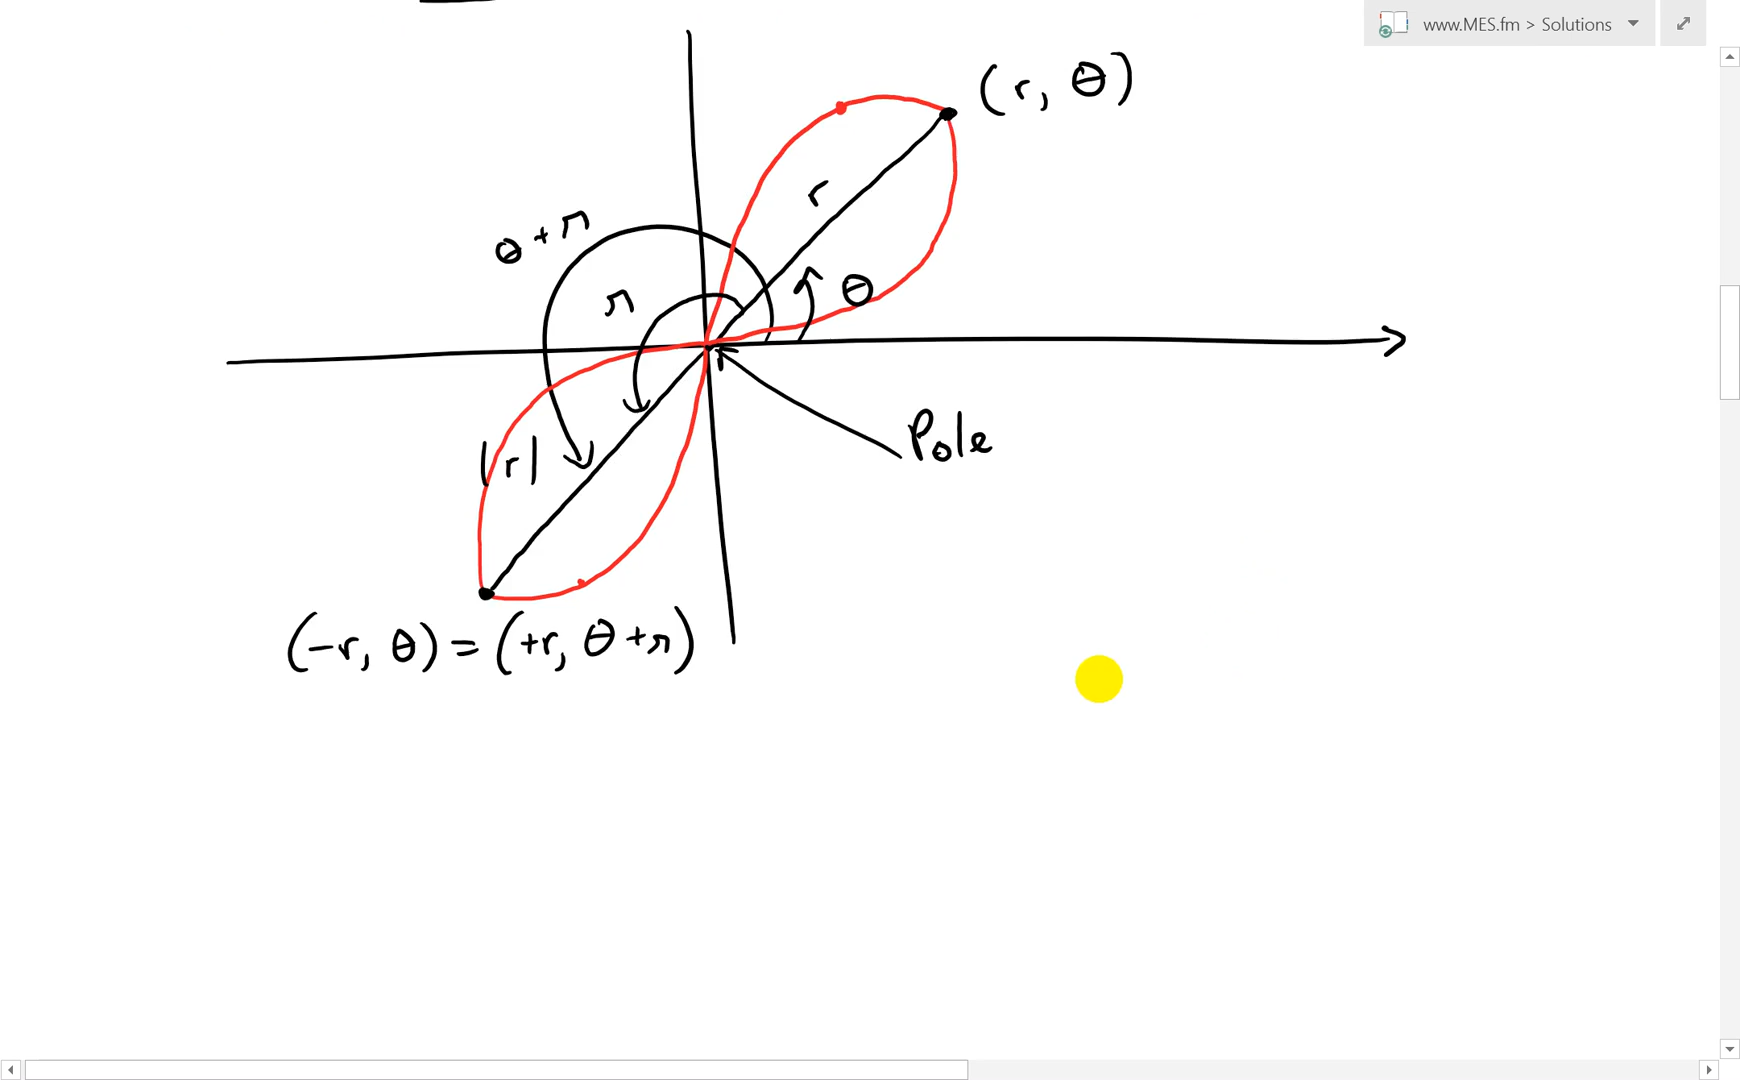 www.MES.fm > Solutions
(r, θ)
r
θ + π
π
θ
|r|
Pole
(-r, θ) = (+r, θ + π)